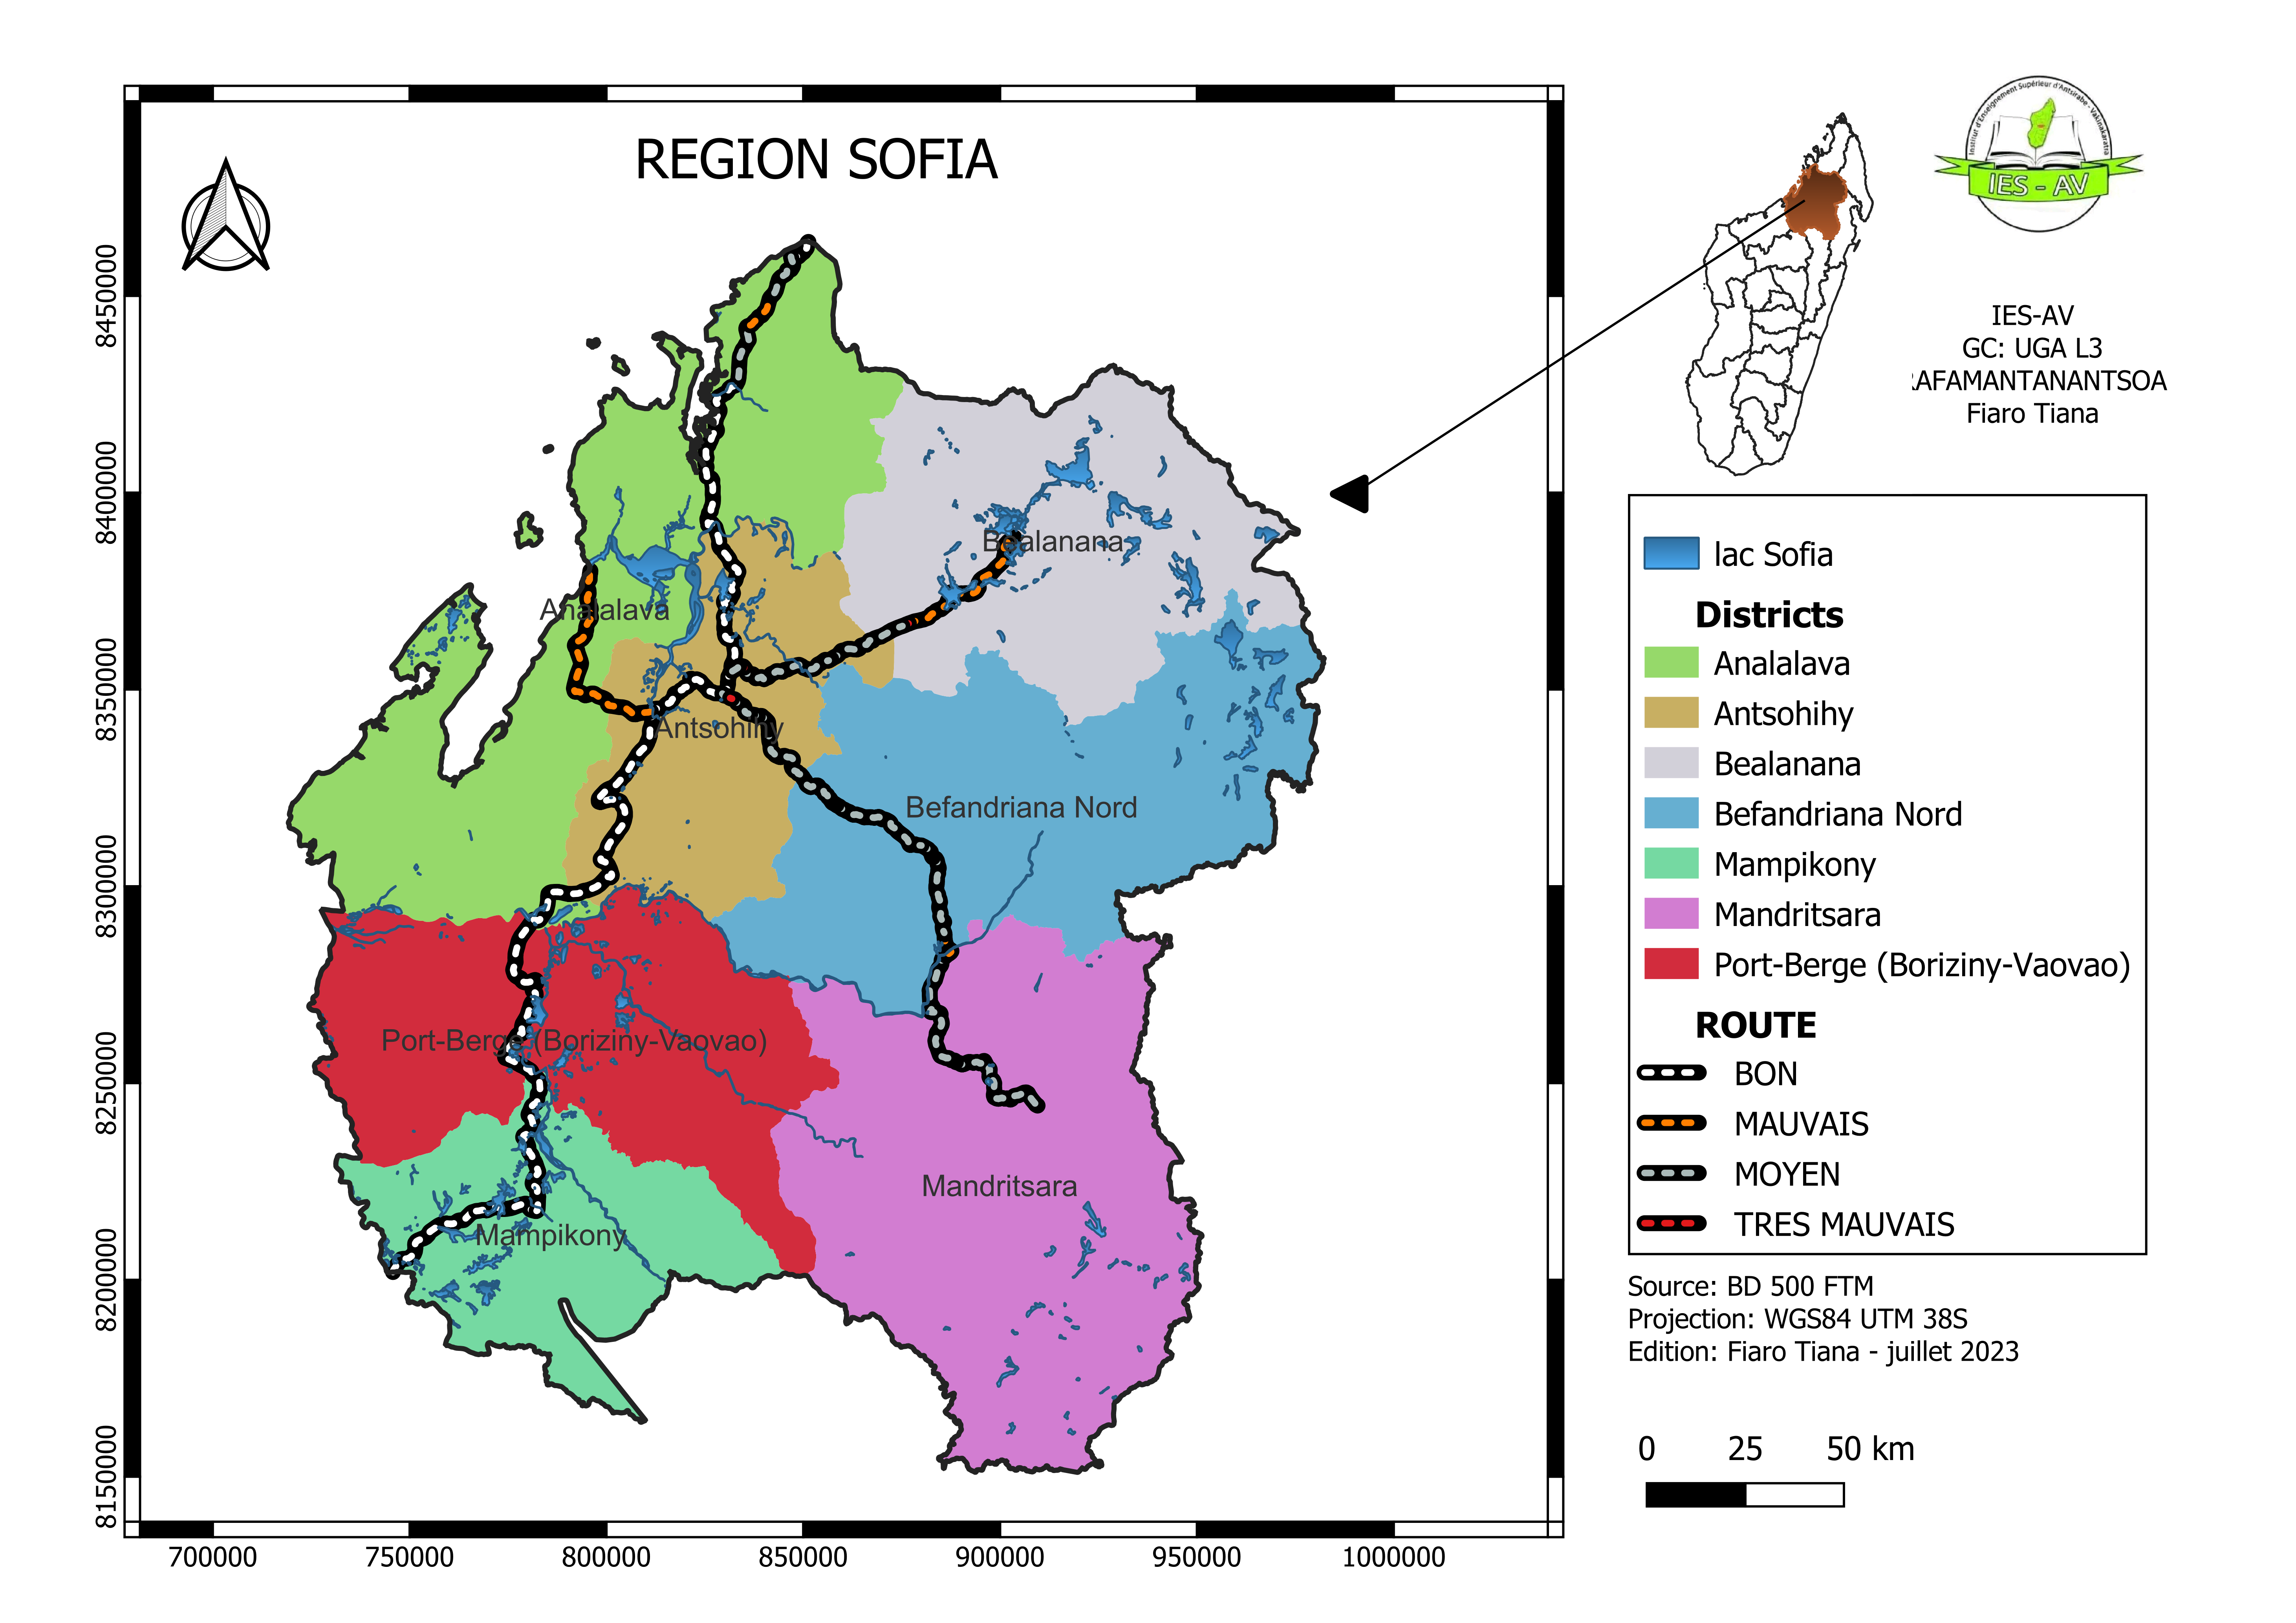 REGION SOFIA
Institut d'Enseignement Supérieur d'Antsirabe - Vakinakaratra
IES - AV
IES-AV
GC: UGA L3
RAFAMANTANANTSOA
Fiaro Tiana
8450000
8400000
8350000
8300000
8250000
8200000
8150000
700000
750000
800000
850000
900000
950000
1000000
Bealanana
Analalava
Antsohihy
Befandriana Nord
Port-Berge (Boriziny-Vaovao)
Mandritsara
Mampikony
lac Sofia
Districts
Analalava
Antsohihy
Bealanana
Befandriana Nord
Mampikony
Mandritsara
Port-Berge (Boriziny-Vaovao)
ROUTE
BON
MAUVAIS
MOYEN
TRES MAUVAIS
Source: BD 500 FTM
Projection: WGS84 UTM 38S
Edition: Fiaro Tiana - juillet 2023
0 25 50 km